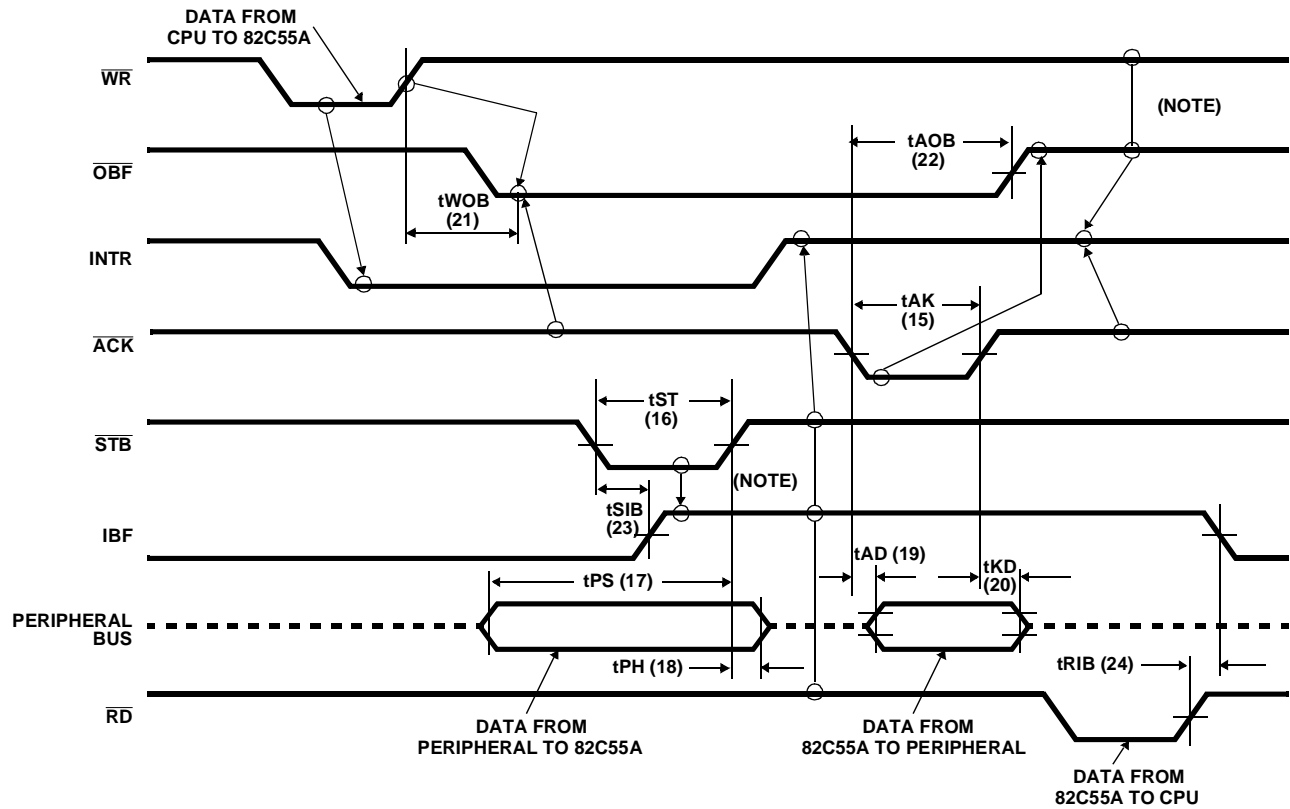 DATA FROM
CPU TO 82C55A
WR
(NOTE)
tAOB
(22)
OBF
tWOB
(21)
INTR
tAK
(15)
ACK
tST
(16)
STB
(NOTE)
tSIB
(23)
IBF
tAD (19)
tKD
(20)
tPS (17)
PERIPHERAL
BUS
tPH (18)
tRIB (24)
RD
DATA FROM
PERIPHERAL TO 82C55A
DATA FROM
82C55A TO PERIPHERAL
DATA FROM
82C55A TO CPU